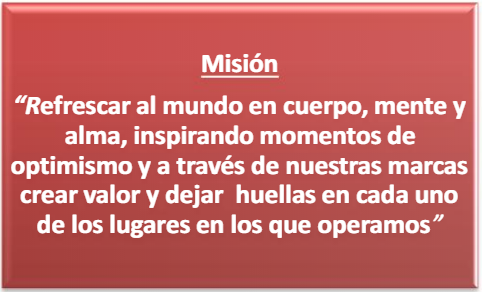 Misión
“Refrescar al mundo en cuerpo, mente y
alma, inspirando momentos de
optimismo y a través de nuestras marcas
crear valor y dejar  huellas en cada uno
de los lugares en los que operamos”